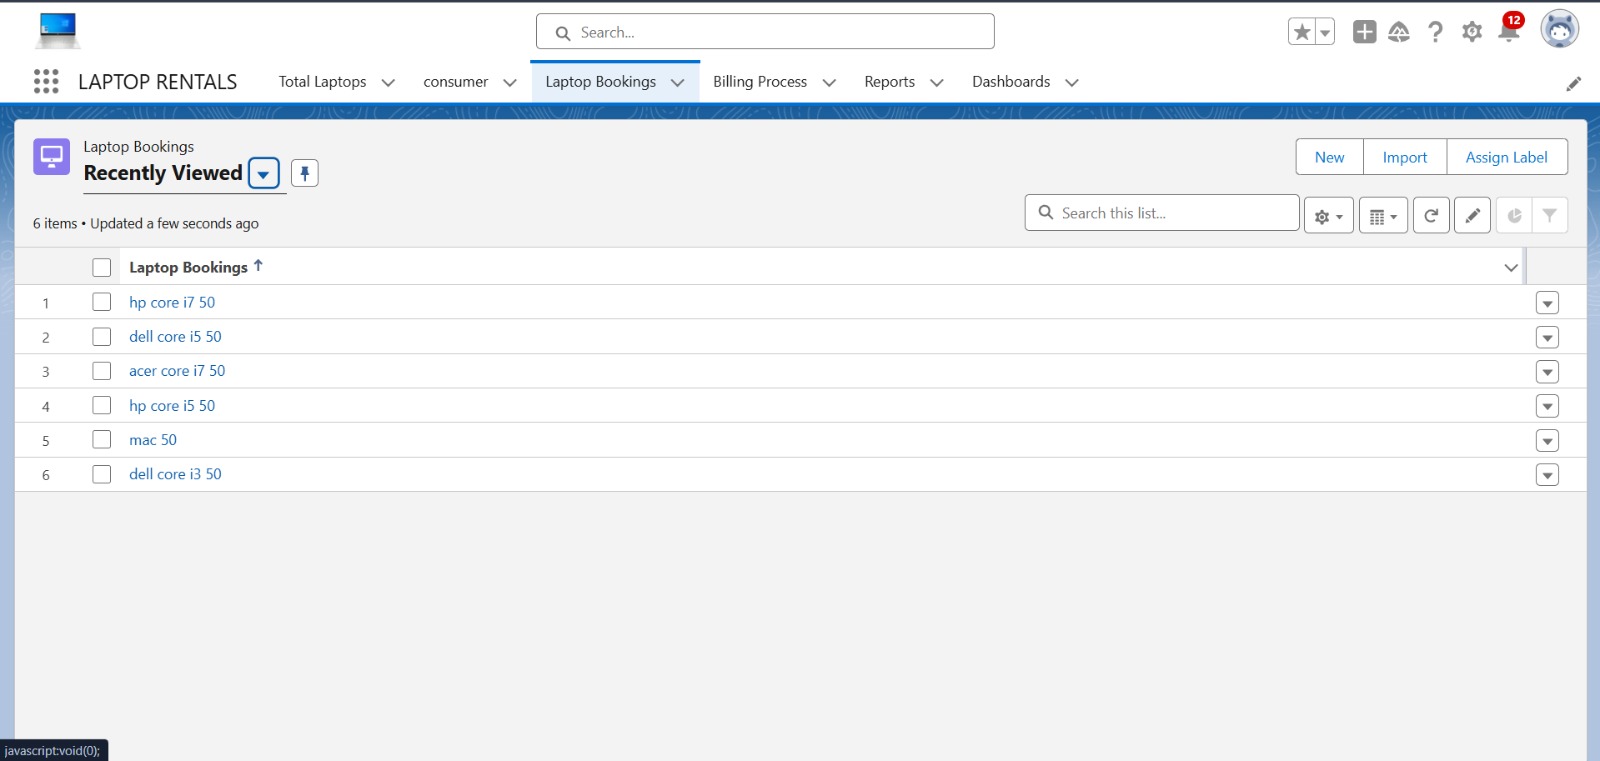 Search...
12
LAPTOP RENTALS Total Laptops consumer Laptop Bookings Billing Process Reports Dashboards
Laptop Bookings
Recently Viewed
New Import Assign Label
6 items • Updated a few seconds ago
Search this list...
Laptop Bookings ↑
1 hp core i7 50
2 dell core i5 50
3 acer core i7 50
4 hp core i5 50
5 mac 50
6 dell core i3 50
javascript:void(0);